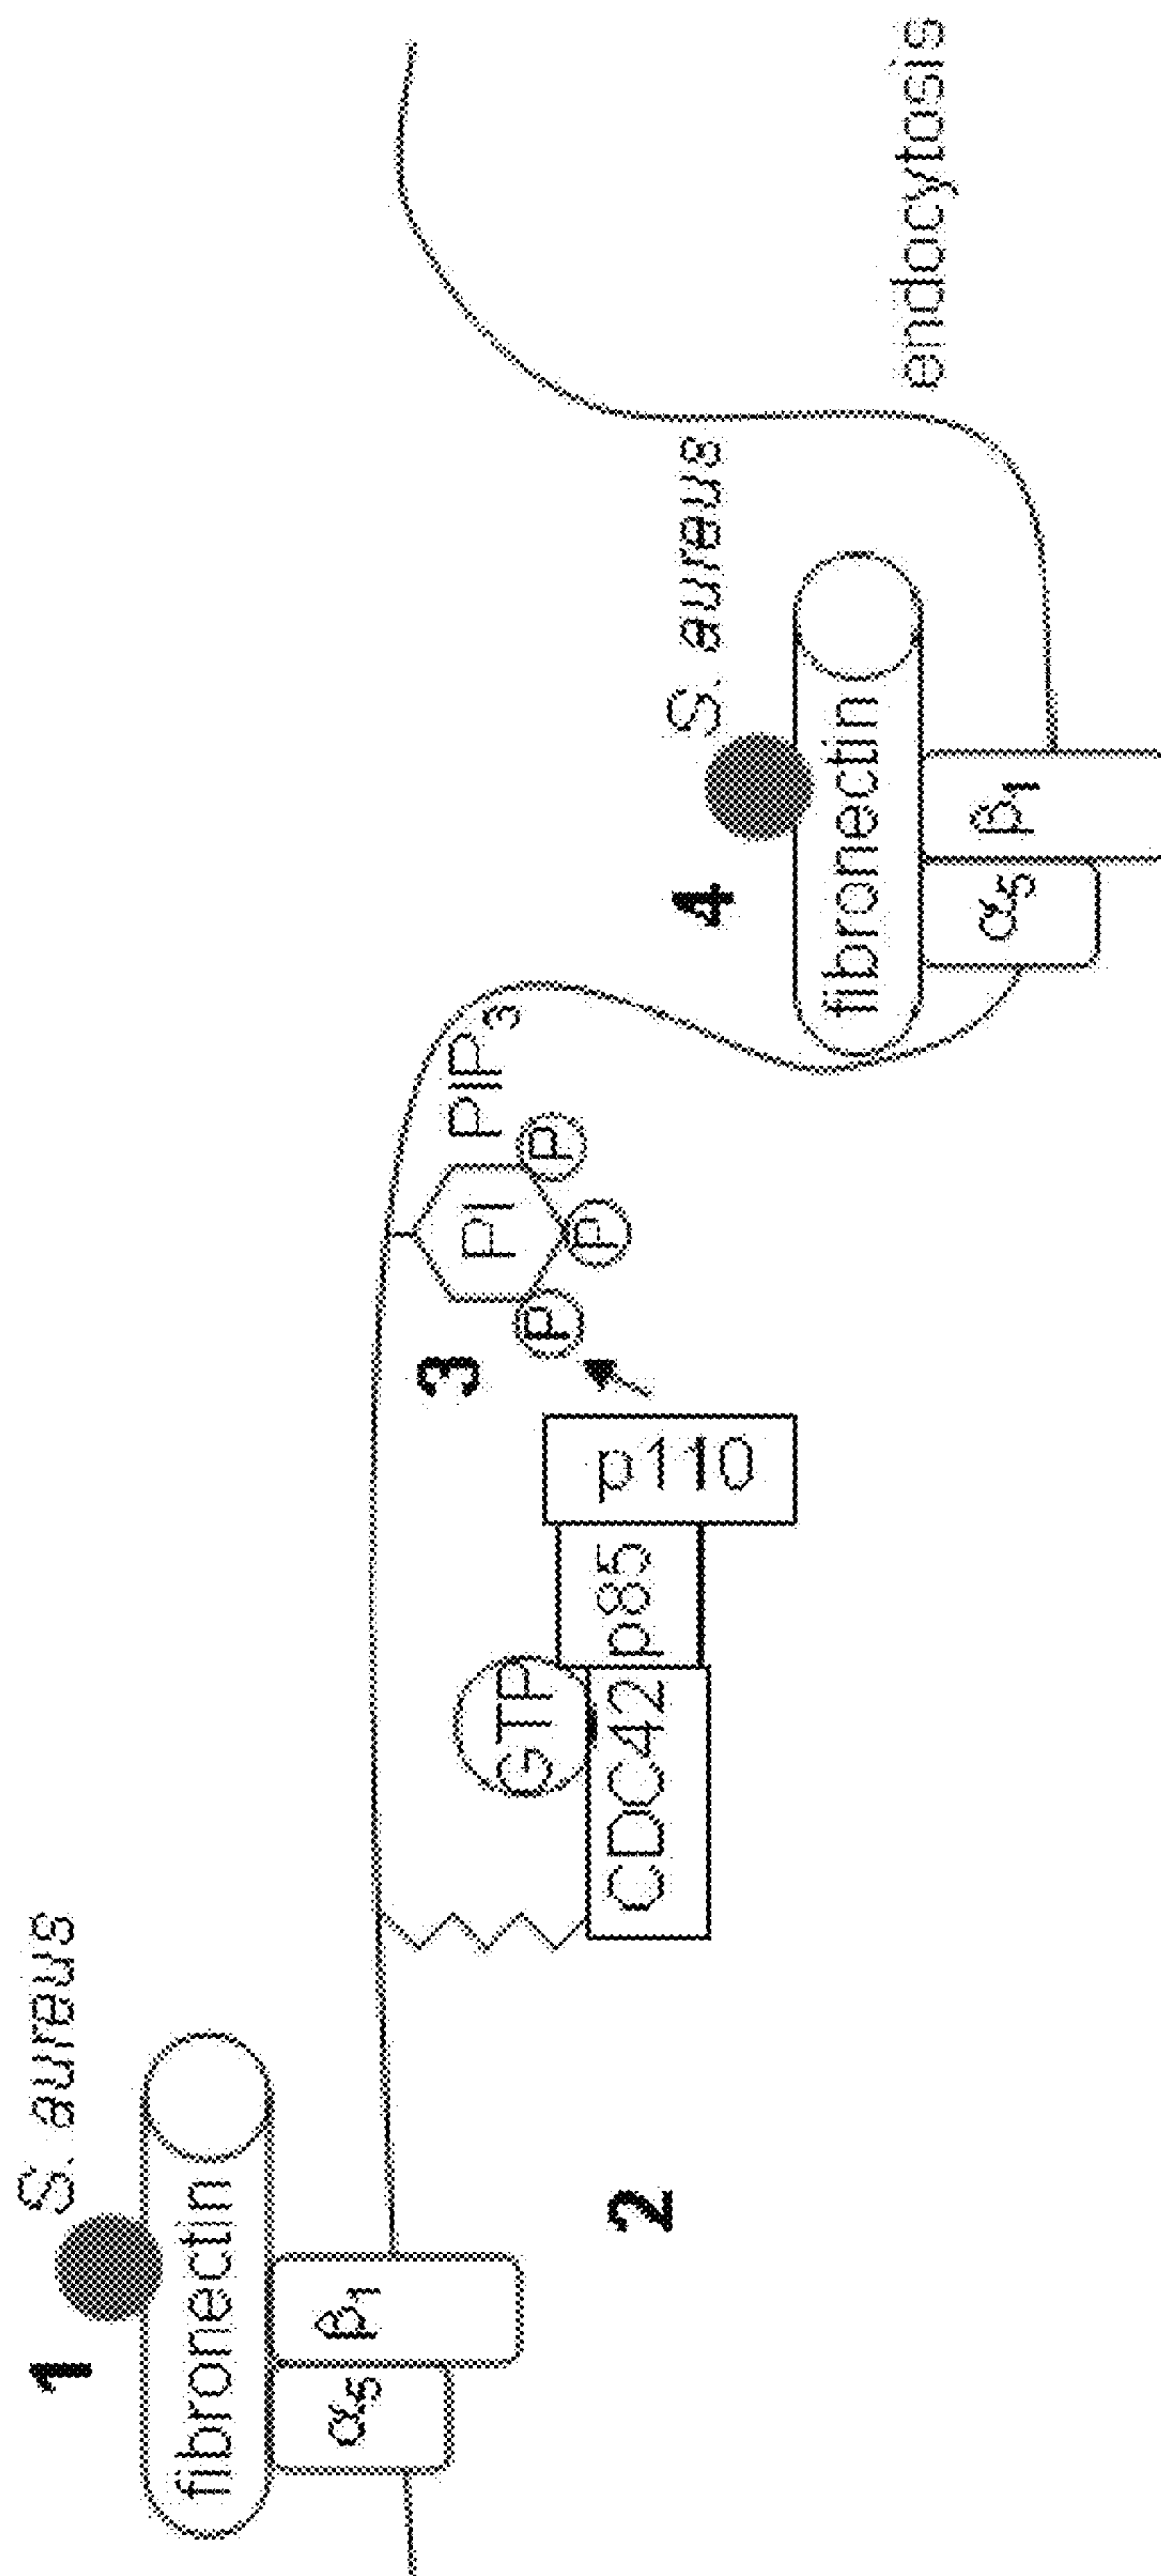 1
S. aureus
fibronectin
α5
β1
2
GTP
CDC42
p85
p110
3
PI
P
P
P
PIP3
4
S. aureus
fibronectin
α5
β1
endocytosis